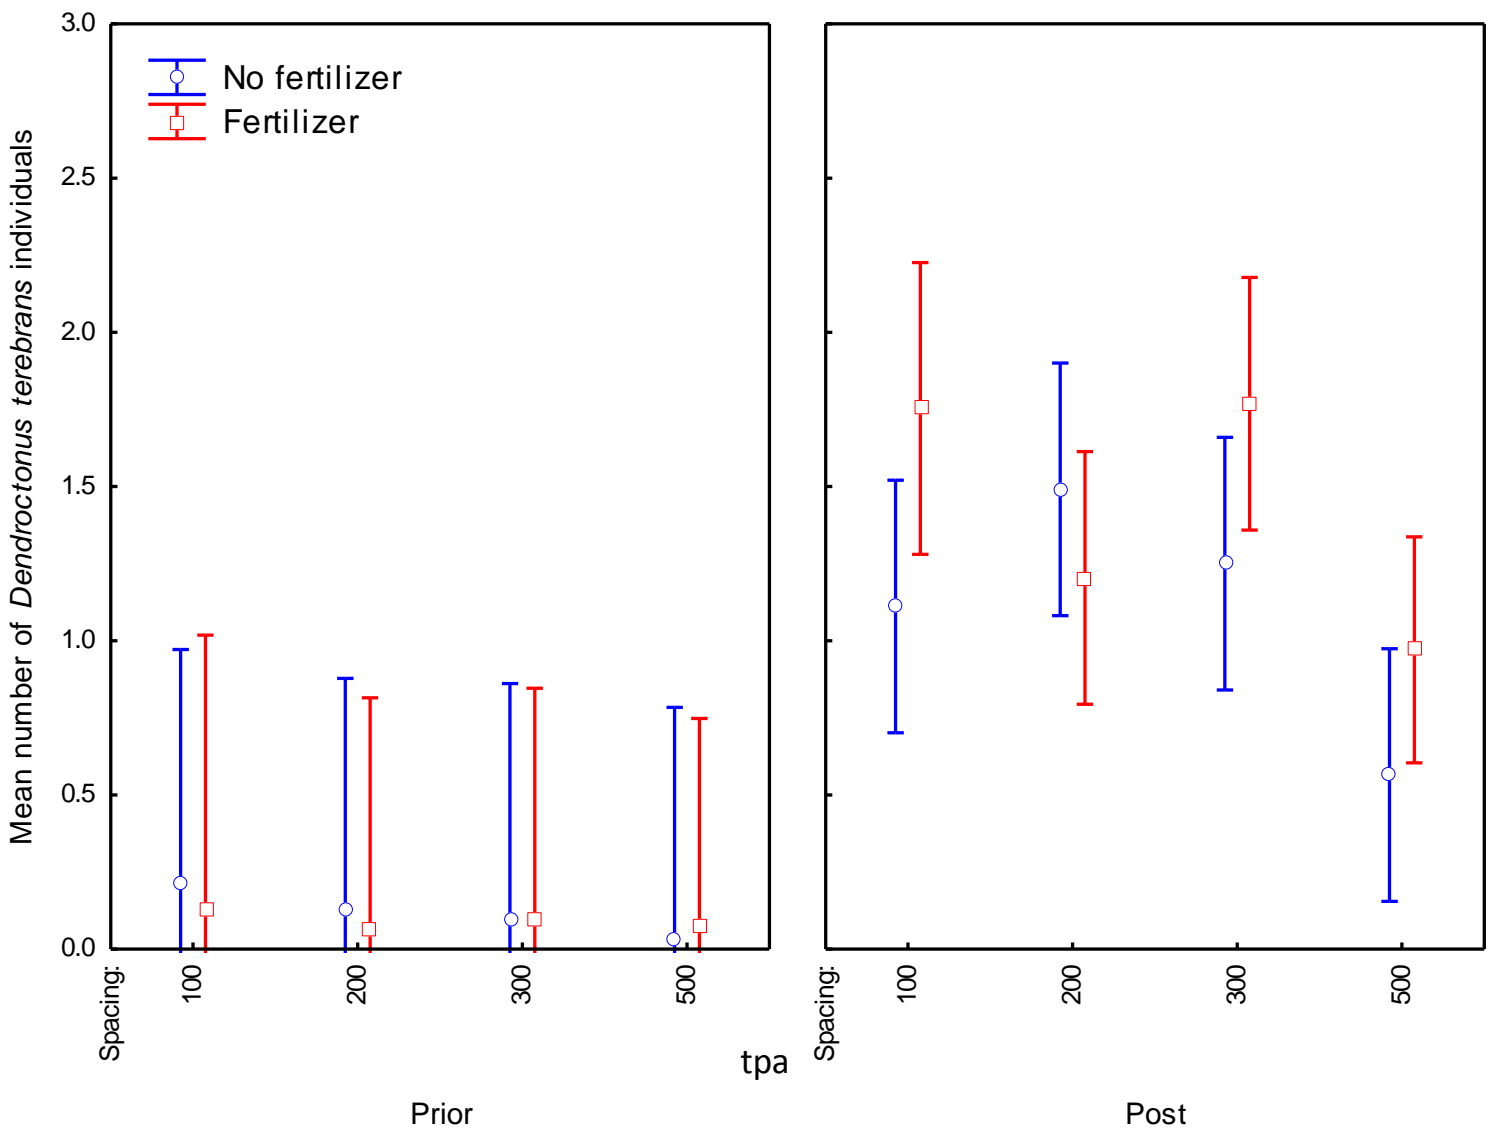 Mean number of Dendroctonus terebrans individuals
3.0
2.5
2.0
1.5
1.0
0.5
0.0
No fertilizer
Fertilizer
Spacing:
100
200
300
500
Spacing:
100
200
300
500
tpa
Prior
Post